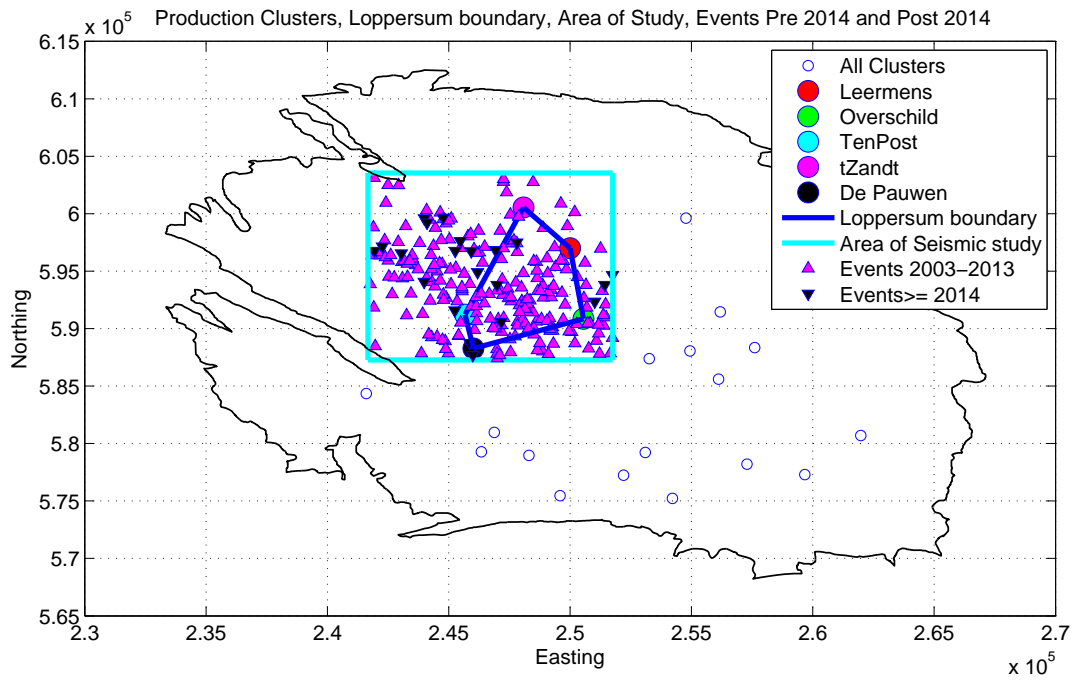 Production Clusters, Loppersum boundary, Area of Study, Events Pre 2014 and Post 2014
x 10^5
6.15
6.11
6.05
6
5.95
5.9
5.85
5.8
5.75
5.7
5.65
Northing
All Clusters
Leermens
Overschild
TenPost
tZandt
De Pauwen
Loppersum boundary
Area of Seismic study
Events 2003–2013
Events>= 2014
2.3 2.35 2.4 2.45 2.5 2.55 2.6 2.65 2.7
Easting
x 10^5